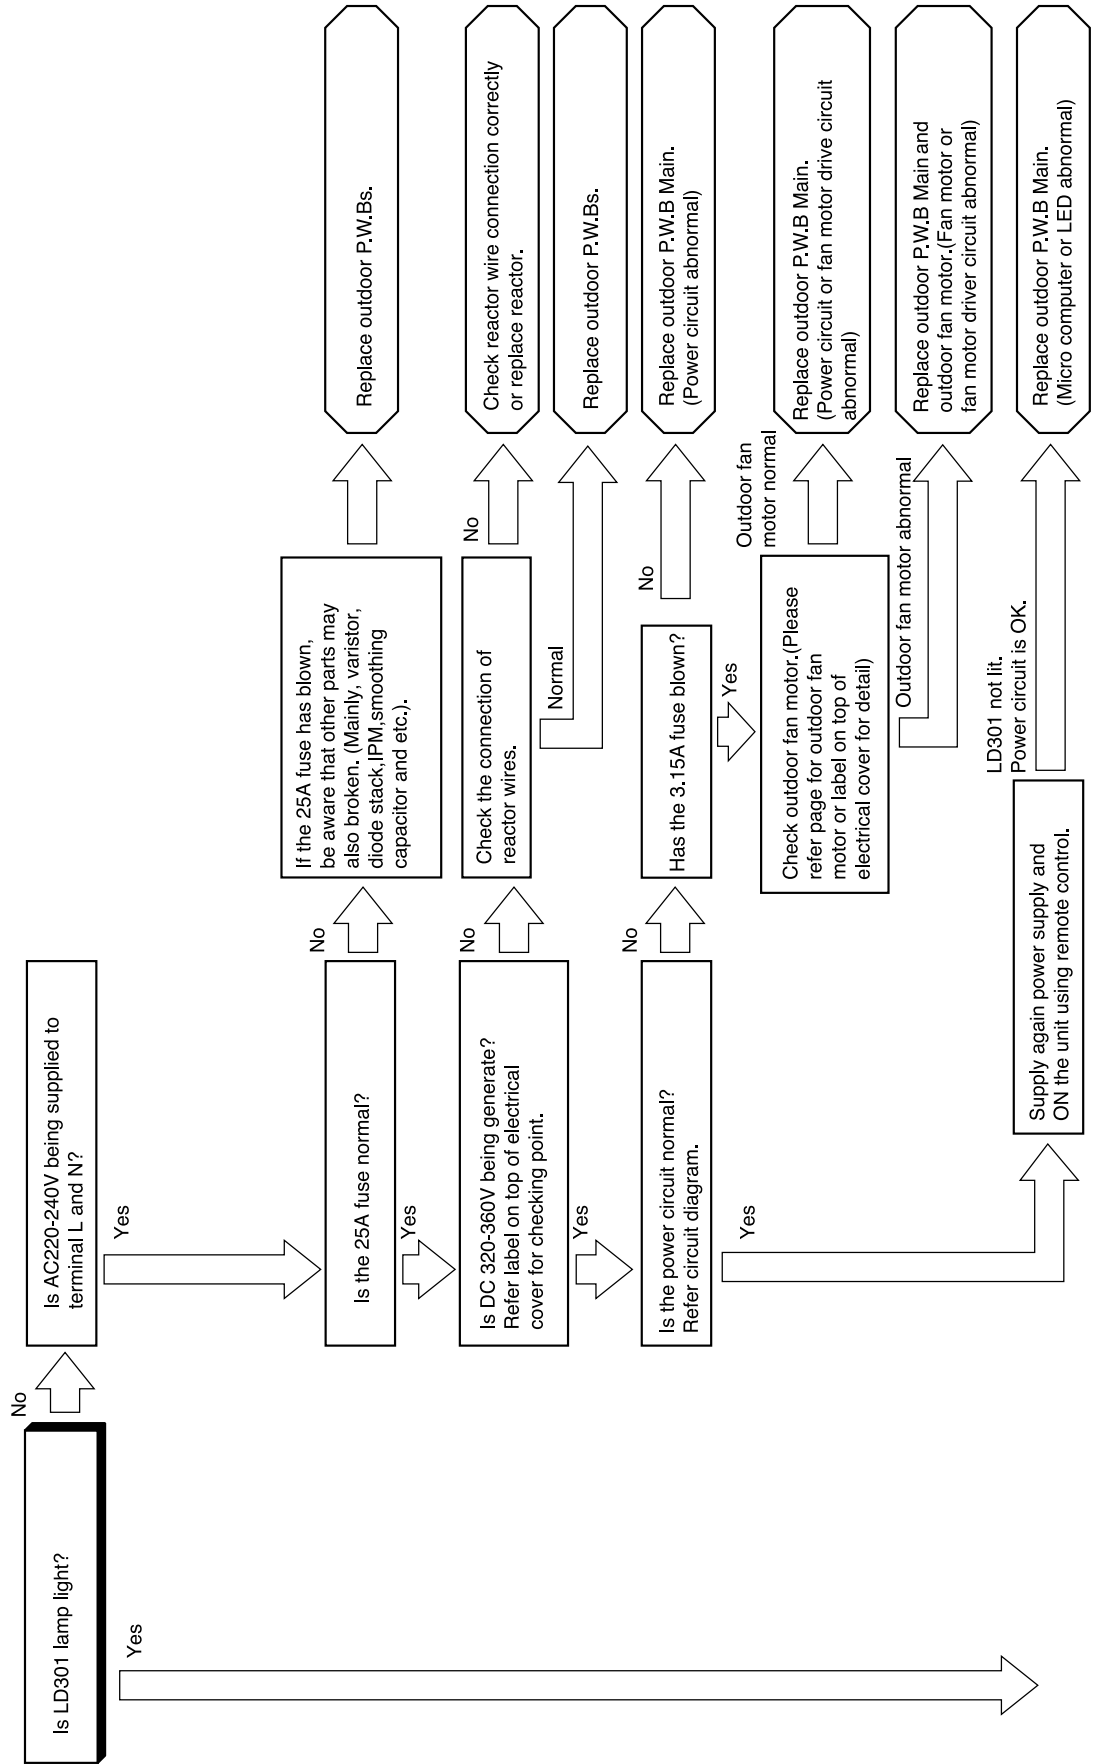 Is LD301 lamp light?
No
Yes
Is AC220-240V being supplied to
terminal L and N?
Yes
Is the 25A fuse normal?
No
If the 25A fuse has blown,
be aware that other parts may
also broken. (Mainly, varistor,
diode stack,IPM,smoothing
capacitor and etc.).
Replace outdoor P.W.Bs.
Yes
Is DC 320-360V being generate?
Refer label on top of electrical
cover for checking point.
No
Check the connection of
reactor wires.
No
Check reactor wire connection correctly
or replace reactor.
Normal
Replace outdoor P.W.Bs.
Yes
Is the power circuit normal?
Refer circuit diagram.
No
Has the 3.15A fuse blown?
No
Replace outdoor P.W.B Main.
(Power circuit abnormal)
Yes
Check outdoor fan motor.(Please
refer page for outdoor fan
motor or label on top of
electrical cover for detail)
Outdoor fan
motor normal
Replace outdoor P.W.B Main.
(Power circuit or fan motor drive circuit
abnormal)
Outdoor fan motor abnormal
Replace outdoor P.W.B Main and
outdoor fan motor.(Fan motor or
fan motor driver circuit abnormal)
Yes
Supply again power supply and
ON the unit using remote control.
LD301 not lit.
Power circuit is OK.
Replace outdoor P.W.B Main.
(Micro computer or LED abnormal)